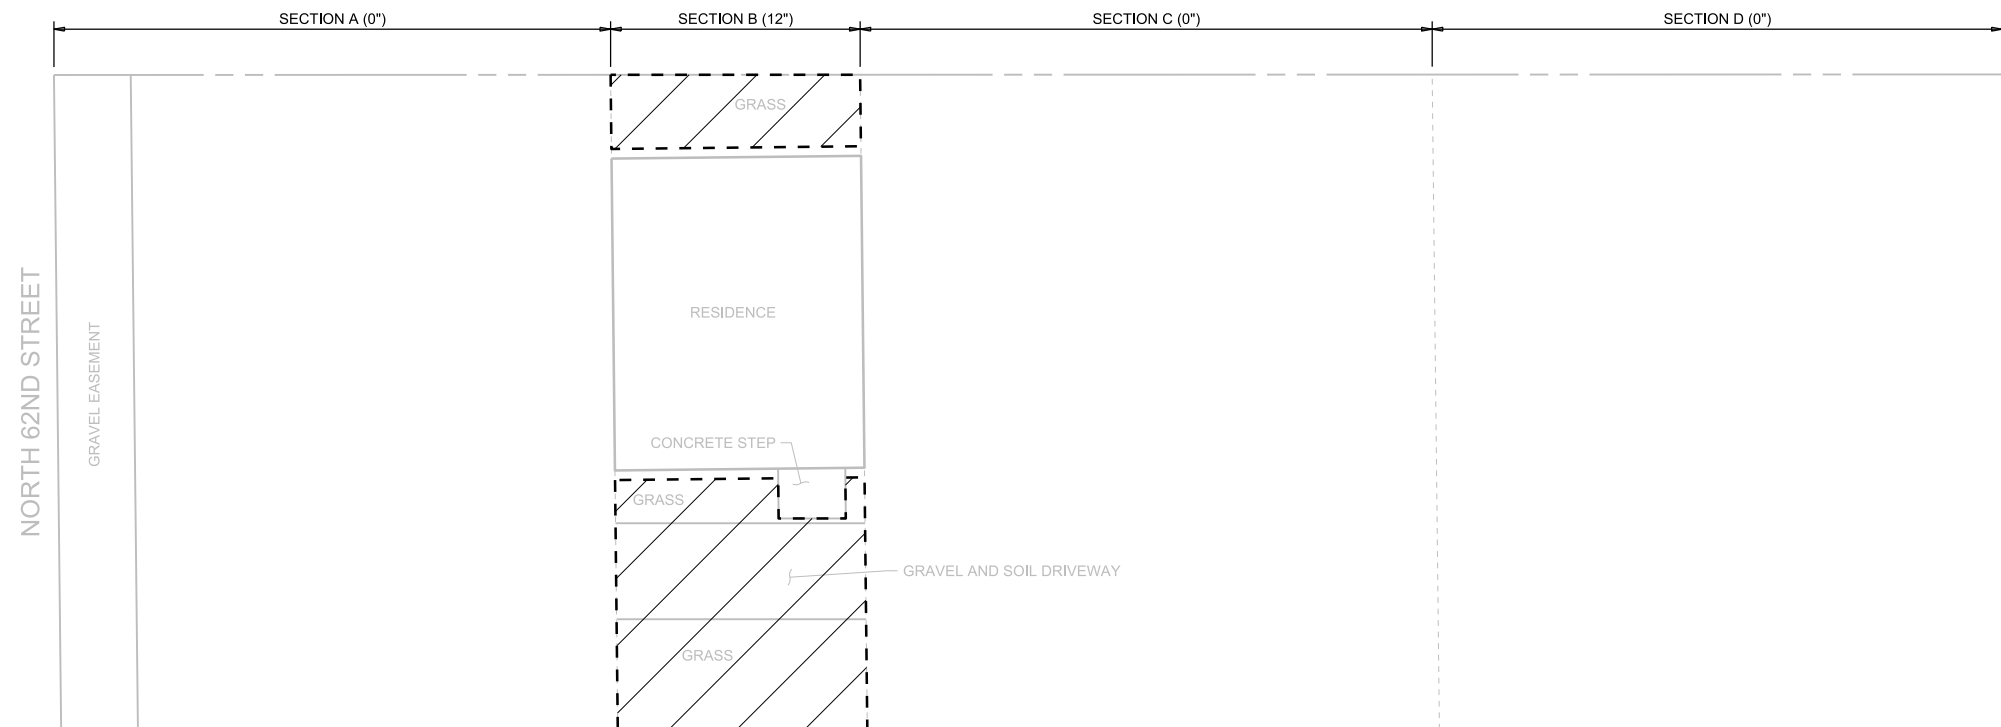 SECTION A (0")
SECTION B (12")
SECTION C (0")
SECTION D (0")
GRASS
NORTH 62ND STREET
GRAVEL EASEMENT
RESIDENCE
CONCRETE STEP
GRASS
GRAVEL AND SOIL DRIVEWAY
GRASS